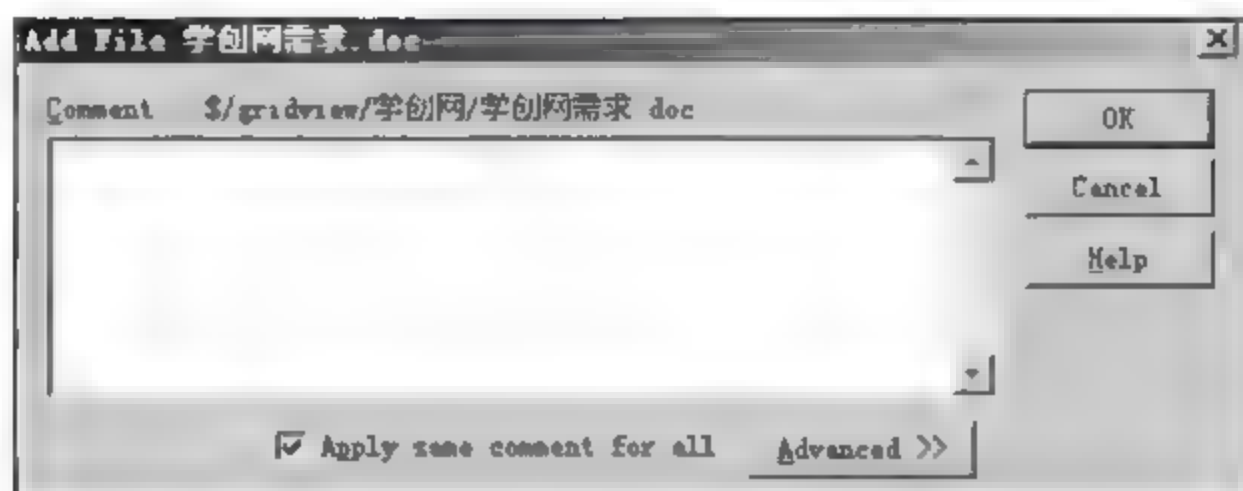 Add File 学创网需求.doc
Comment $/gridview/学创网/学创网需求 doc
OK
Cancel
Help
Apply same comment for all
Advanced >>